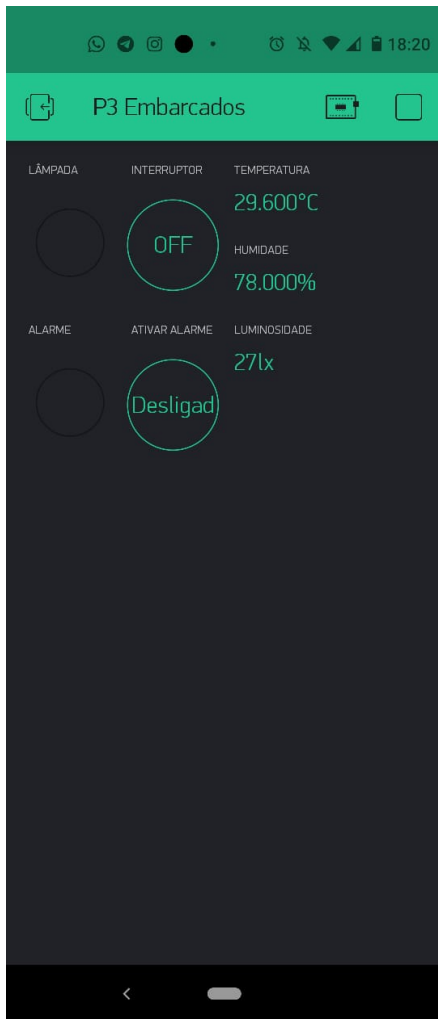 18:20
P3 Embarcados
LÂMPADA INTERRUPTOR TEMPERATURA
29.600°C
OFF
HUMIDADE
78.000%
ALARME ATIVAR ALARME LUMINOSIDADE
27lx
Desligad